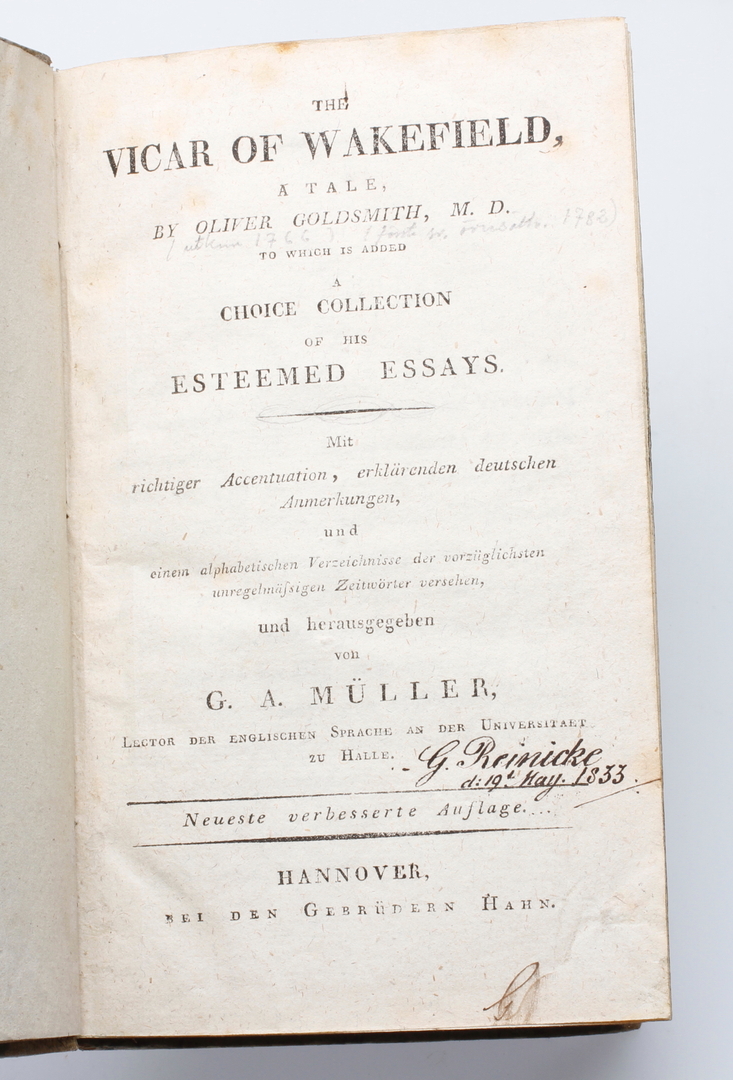 THE
VICAR OF WAKEFIELD,
A TALE,
BY OLIVER GOLDSMITH, M. D.
1766) 1782)
TO WHICH IS ADDED
A
CHOICE COLLECTION
OF HIS
ESTEEMED ESSAYS.
Mit
richtiger Accentuation, erklärenden deutschen
Anmerkungen,
und
einem alphabetischen Verzeichnisse der vorzüglichsten
unregelmäſsigen Zeitwörter versehen,
und herausgegeben
von
G. A. MÜLLER,
LECTOR DER ENGLISCHEN SPRACHE AN DER UNIVERSITAET
ZU HALLE.
G. Reinicke
d: 19t May. 1833.
Neueste verbesserte Auflage.
HANNOVER,
BEI DEN GEBRÜDERN HAHN.